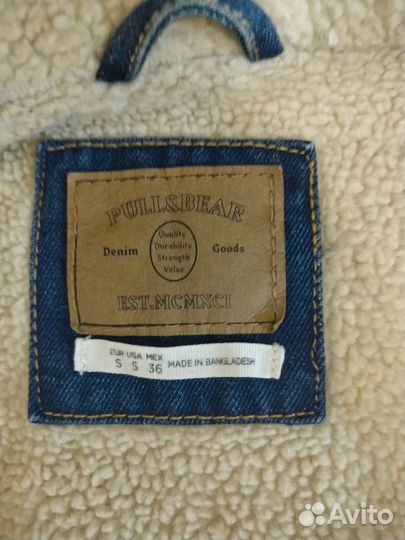 PULL&BEAR
Denim
Quality
Durability
Strength
Value
Goods
EST.MCMXCI
EUR USA MEX
S S 36 MADE IN BANGLADESH
Avito